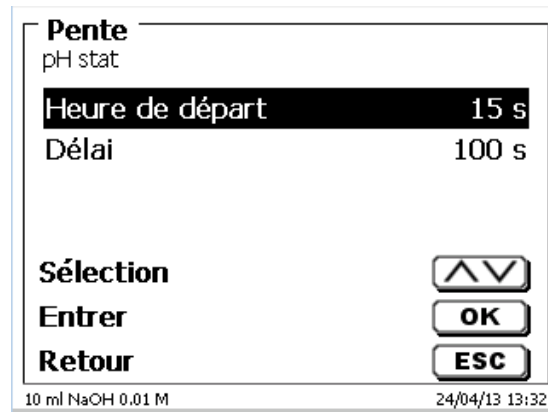 Pente
pH stat
Heure de départ 15 s
Délai 100 s
Sélection
Entrer OK
Retour ESC
10 ml NaOH 0.01 M 24/04/13 13:32